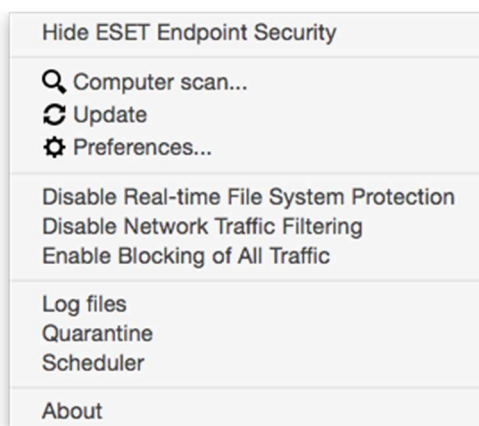 Hide ESET Endpoint Security
Computer scan...
Update
Preferences...
Disable Real-time File System Protection
Disable Network Traffic Filtering
Enable Blocking of All Traffic
Log files
Quarantine
Scheduler
About